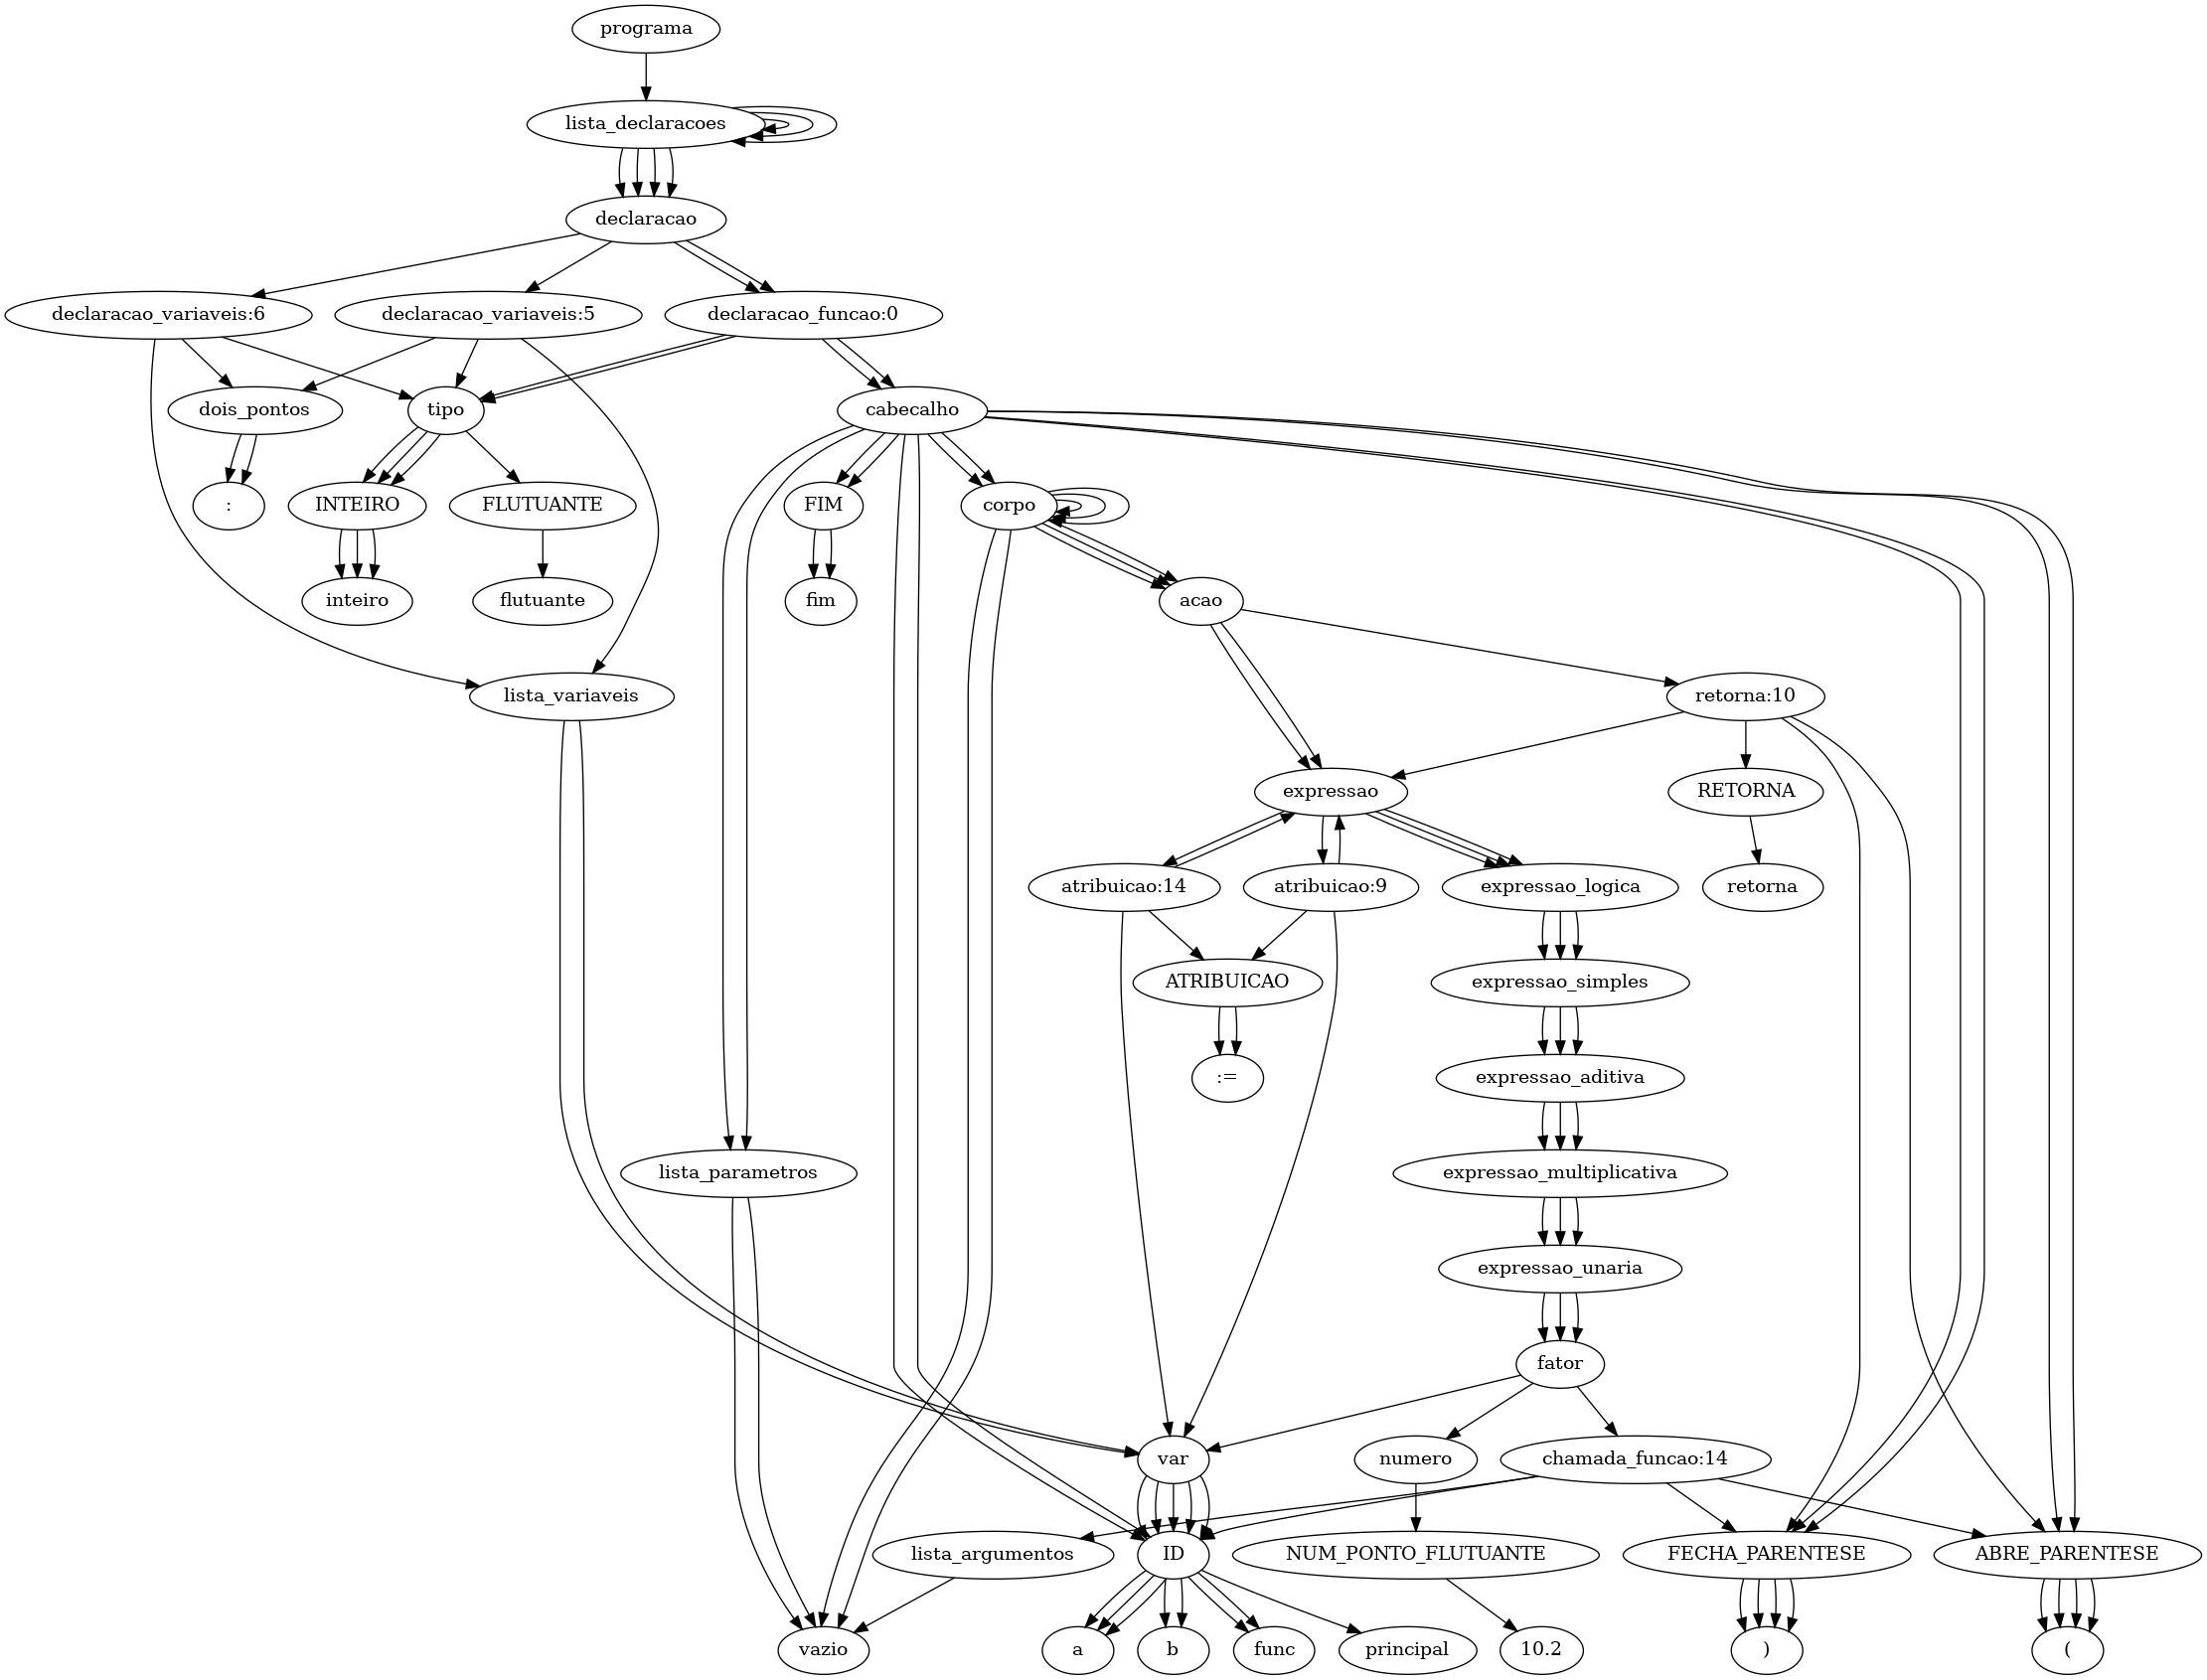 programa
lista_declaracoes
declaracao
declaracao_variaveis:6
declaracao_variaveis:5
declaracao_funcao:0
dois_pontos
tipo
cabecalho
:
INTEIRO
FLUTUANTE
FIM
corpo
inteiro
flutuante
fim
acao
lista_variaveis
retorna:10
expressao
RETORNA
atribuicao:14
atribuicao:9
expressao_logica
retorna
ATRIBUICAO
expressao_simples
:=
expressao_aditiva
lista_parametros
expressao_multiplicativa
expressao_unaria
fator
var
numero
chamada_funcao:14
lista_argumentos
ID
NUM_PONTO_FLUTUANTE
FECHA_PARENTESE
ABRE_PARENTESE
vazio
a
b
func
principal
10.2
)
(